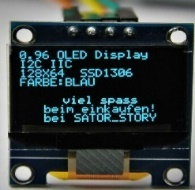 0.96 OLED Display
I2C IIC
128X64 SSD1306
FARBE:BLAU
viel spass
beim einkaufen!
bei SATOR_STORY